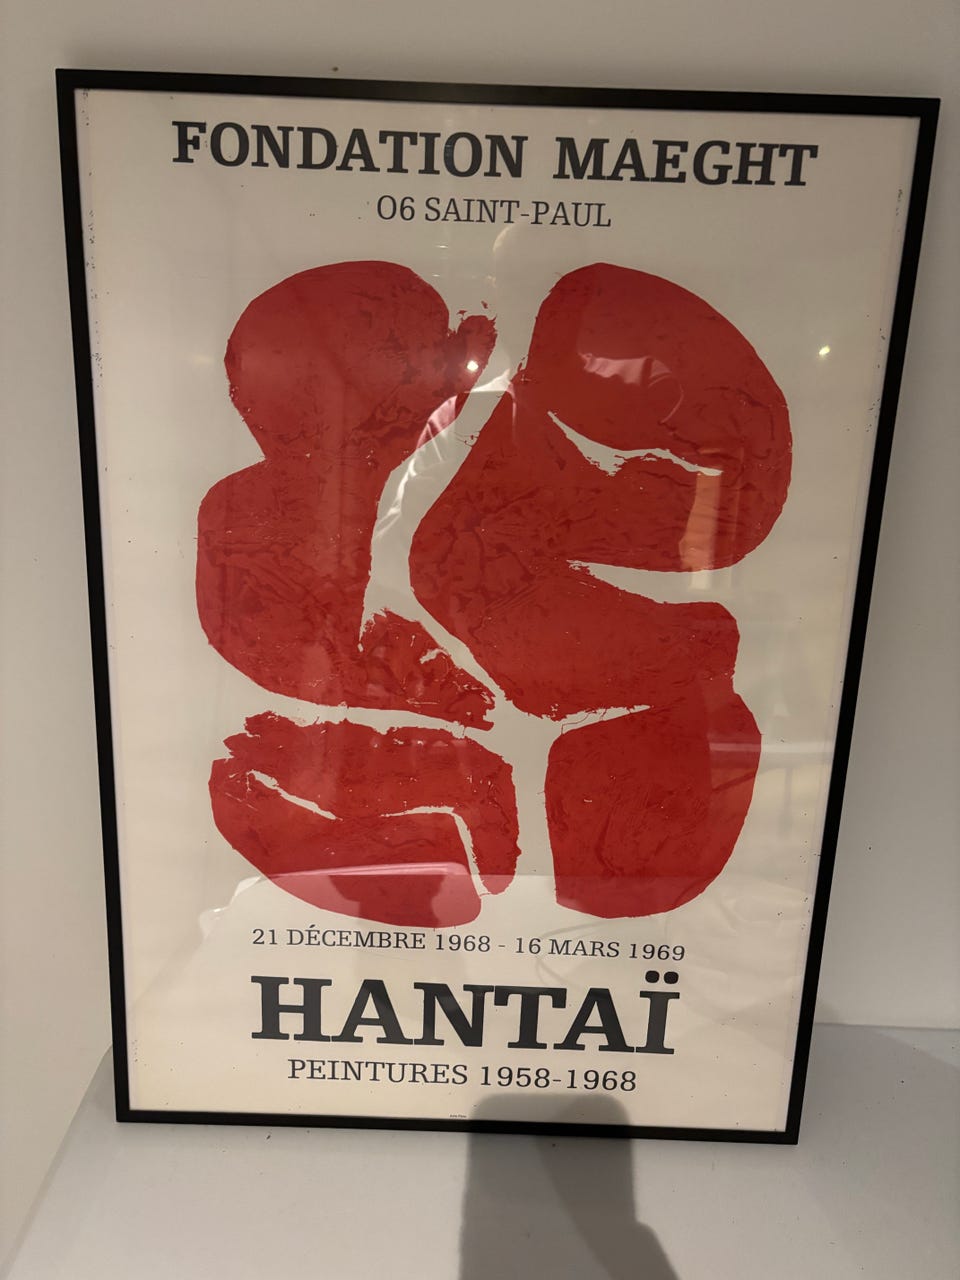 FONDATION MAEGHT
06 SAINT-PAUL
21 DÉCEMBRE 1968 - 16 MARS 1969
HANTAÏ
PEINTURES 1958-1968